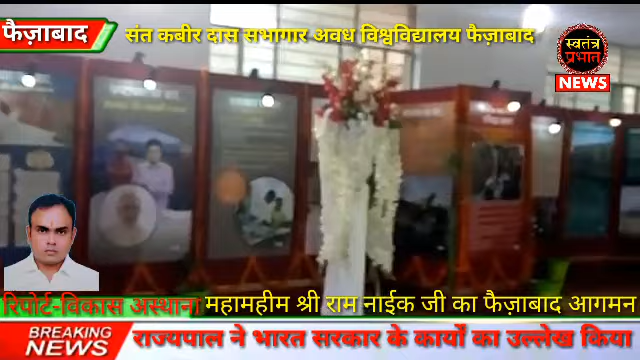 फैज़ाबाद
संत कबीर दास सभागार अवध विश्वविद्यालय फैज़ाबाद
स्वतंत्र
प्रभात
NEWS
रिपोर्ट-विकास अस्थाना
महामहीम श्री राम नाईक जी का फैज़ाबाद आगमन
BREAKING
NEWS
राज्यपाल ने भारत सरकार के कार्यों का उल्लेख किया